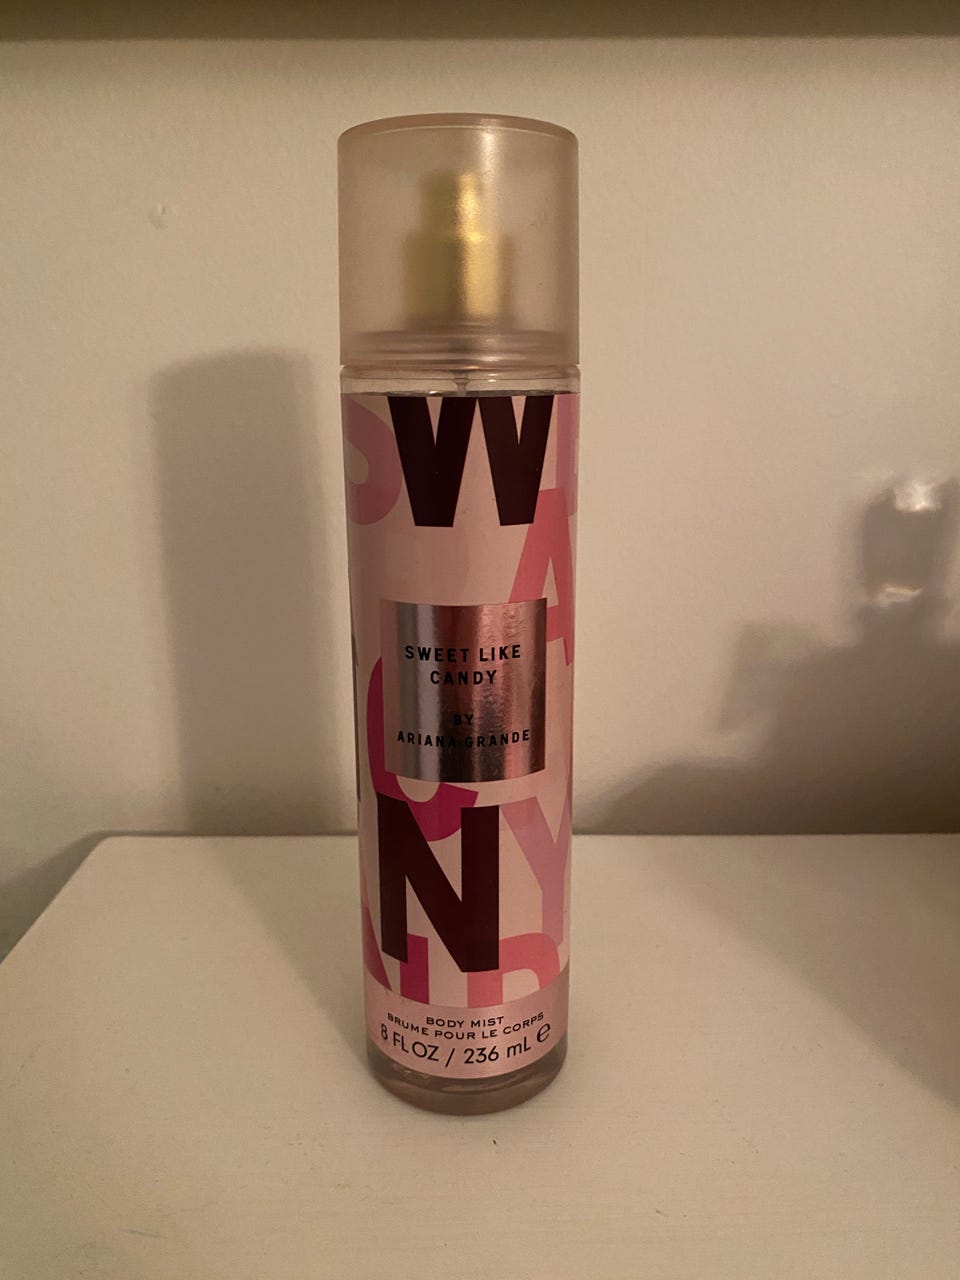 W
A
SWEET LIKE
CANDY
BY
ARIANA GRANDE
C
N
Y
BODY MIST
BRUME POUR LE CORPS
8 FL OZ / 236 mL ℮